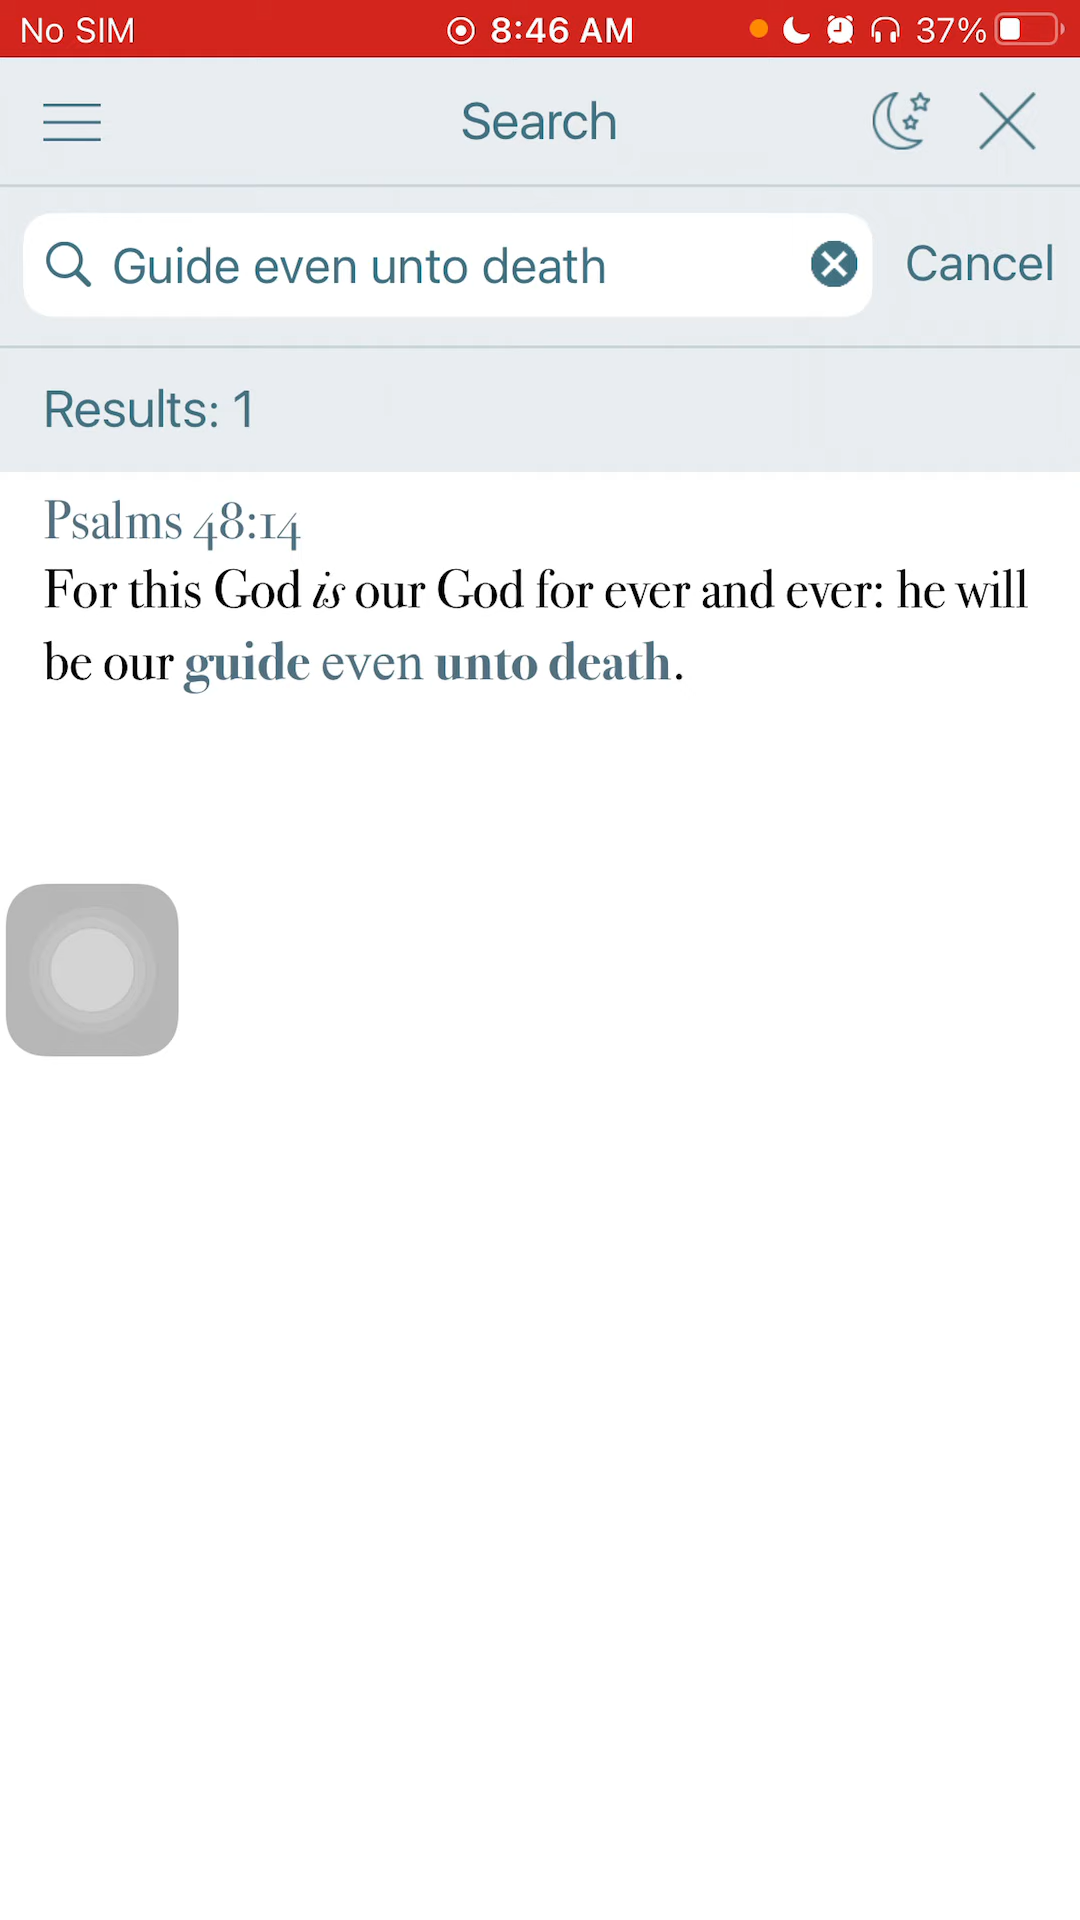 No SIM 8:46 AM 37%
Search
Guide even unto death Cancel
Results: 1
Psalms 48:14
For this God is our God for ever and ever: he will
be our guide even unto death.